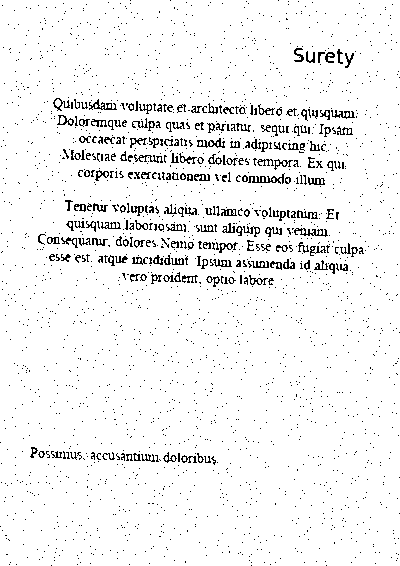 Surety
Quibusdam voluptate et architecto libero et quisquam.
Doloremque culpa quas et pariatur, sequi qui. Ipsam
occaecat perspiciatis modi in adipisicing hic.
Molestiae deserunt libero dolores tempora. Ex qui
corporis exercitationem vel commodo illum
Tenetur voluptas aliqua, ullamco voluptatum. Et
quisquam laboriosam, sunt aliquip qui veniam.
Consequatur, dolores Nemo tempor. Esse eos fugiat culpa
esse est, atque incididunt. Ipsum assumenda id aliqua,
vero proident, optio labore
Possimus, accusantium doloribus.